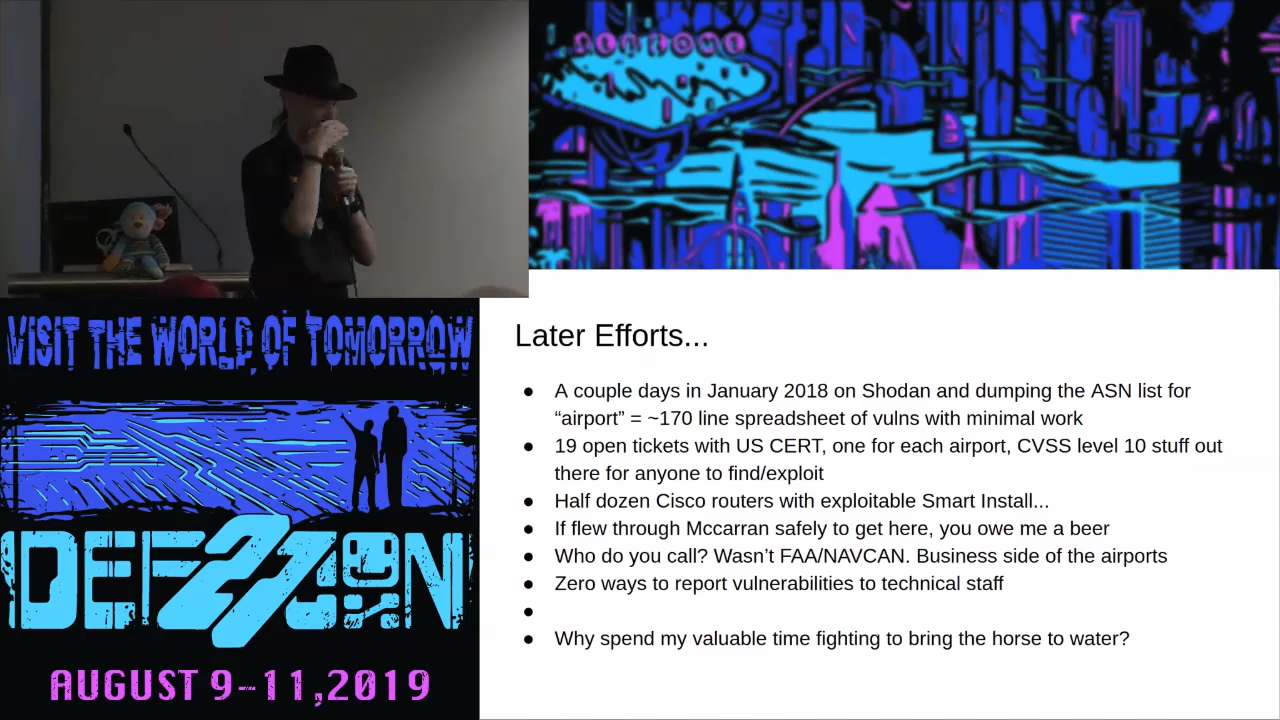 Later Efforts...
● A couple days in January 2018 on Shodan and dumping the ASN list for
“airport” = ~170 line spreadsheet of vulns with minimal work
● 19 open tickets with US CERT, one for each airport, CVSS level 10 stuff out
there for anyone to find/exploit
● Half dozen Cisco routers with exploitable Smart Install...
● If flew through Mccarran safely to get here, you owe me a beer
● Who do you call? Wasn’t FAA/NAVCAN. Business side of the airports
● Zero ways to report vulnerabilities to technical staff
●
● Why spend my valuable time fighting to bring the horse to water?
VISIT THE WORLD OF TOMORROW
DEF 27 CON
AUGUST 9-11,2019